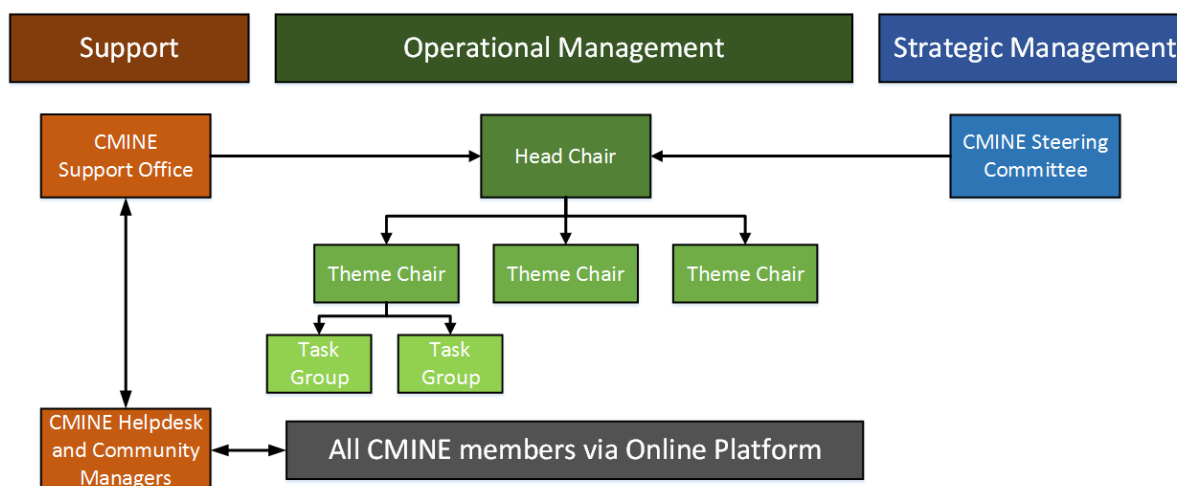 Support
Operational Management
Strategic Management
CMINE
Support Office
Head Chair
CMINE Steering
Committee
Theme Chair
Theme Chair
Theme Chair
Task
Group
Task
Group
CMINE Helpdesk
and Community
Managers
All CMINE members via Online Platform